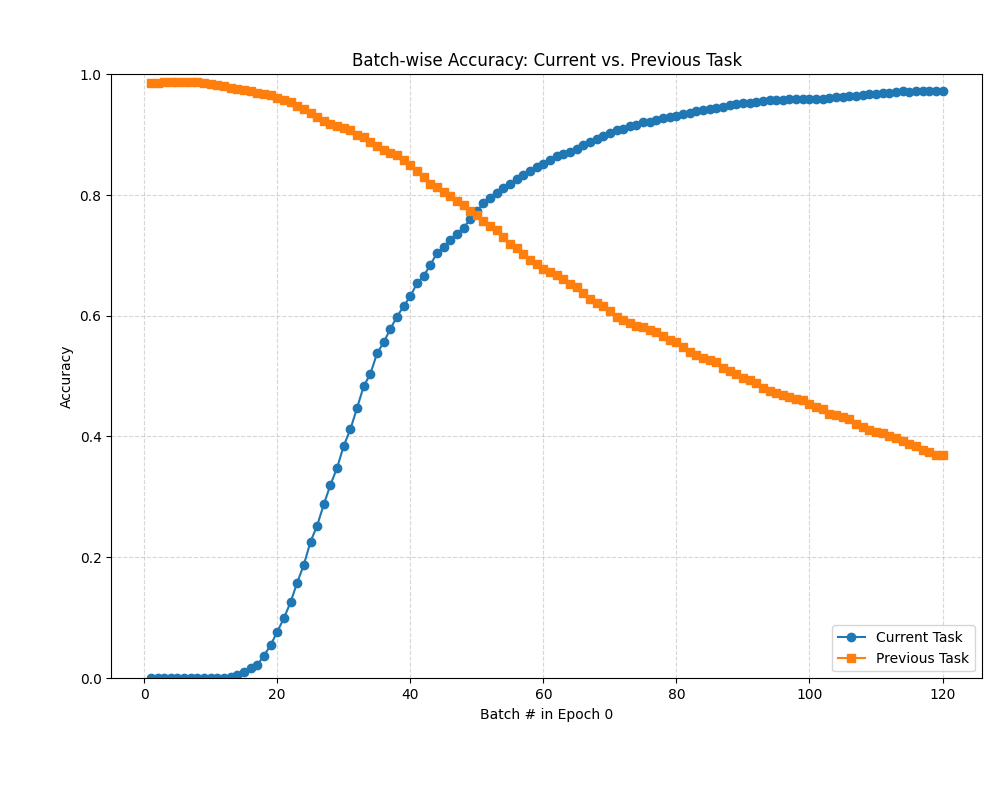 Batch-wise Accuracy: Current vs. Previous Task
1.0
0.8
0.6
0.4
0.2
0.0
Accuracy
0 20 40 60 80 100 120
Batch # in Epoch 0
Current Task
Previous Task